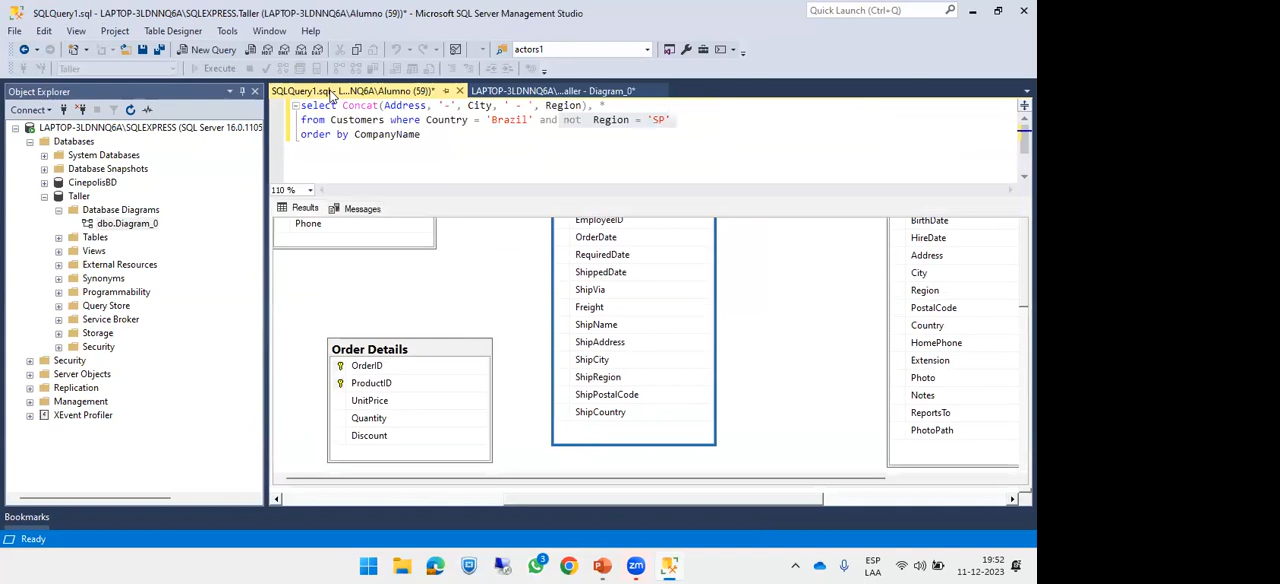 SQLQuery1.sql - LAPTOP-3LDNNQ6A\SQLEXPRESS.Taller (LAPTOP-3LDNNQ6A\Alumno (59))* - Microsoft SQL Server Management Studio
Quick Launch (Ctrl+Q)
File Edit View Project Table Designer Tools Window Help
New Query
actors1
Taller
Execute
Object Explorer
SQLQuery1.sql - L...NQ6A\Alumno (59))*
LAPTOP-3LDNNQ6A\...aller - Diagram_0*
Connect
LAPTOP-3LDNNQ6A\SQLEXPRESS (SQL Server 16.0.1105
Databases
System Databases
Database Snapshots
CinepolisBD
Taller
Database Diagrams
dbo.Diagram_0
Tables
Views
External Resources
Synonyms
Programmability
Query Store
Service Broker
Storage
Security
Security
Server Objects
Replication
Management
XEvent Profiler
select Concat(Address, '-', City, ' - ', Region), *
from Customers where Country = 'Brazil' and not Region = 'SP'
order by CompanyName
110 %
Results
Messages
Phone
Order Details
OrderID
ProductID
UnitPrice
Quantity
Discount
EmployeeID
OrderDate
RequiredDate
ShippedDate
ShipVia
Freight
ShipName
ShipAddress
ShipCity
ShipRegion
ShipPostalCode
ShipCountry
BirthDate
HireDate
Address
City
Region
PostalCode
Country
HomePhone
Extension
Photo
Notes
ReportsTo
PhotoPath
Bookmarks
Ready
3
zm
ESP
LAA
19:52
11-12-2023